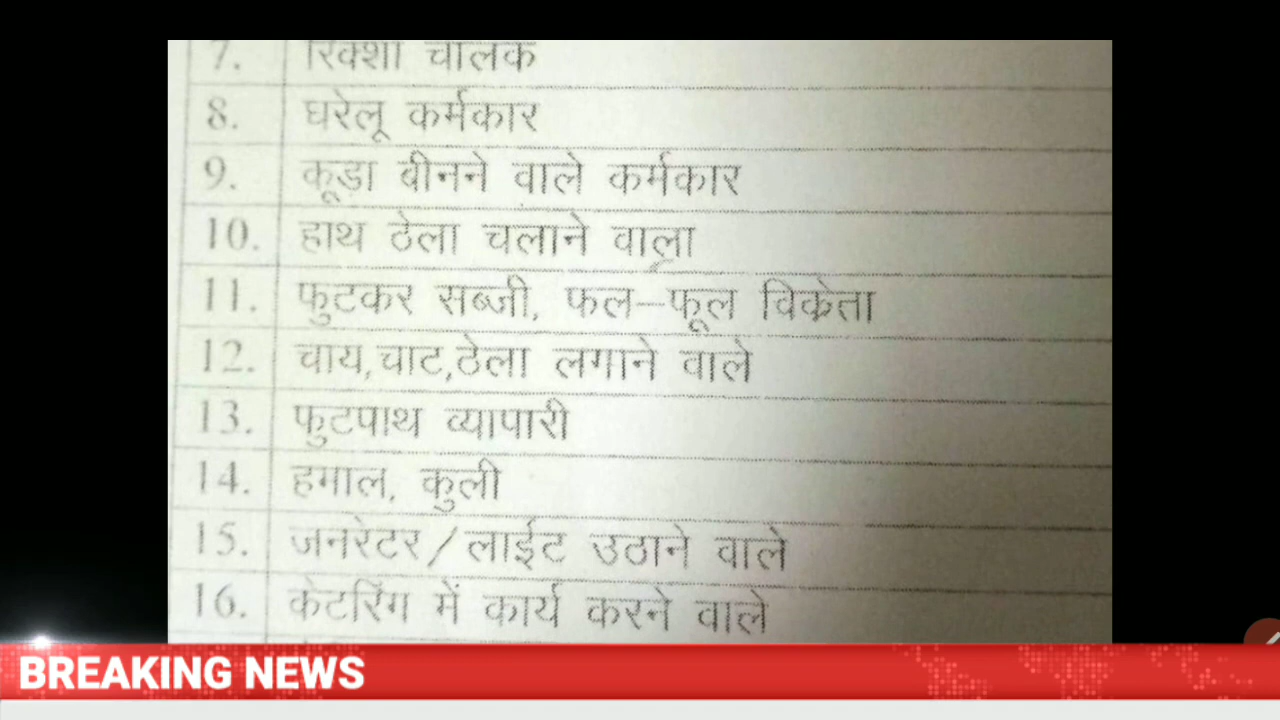 7. रिक्शा चालक
8. घरेलू कर्मकार
9. कूड़ा बीनने वाले कर्मकार
10. हाथ ठेला चलाने वाला
11. फुटकर सब्जी, फल–फूल विक्रेता
12. चाय,चाट,ठेला लगाने वाले
13. फुटपाथ व्यापारी
14. हमाल, कुली
15. जनरेटर/लाईट उठाने वाले
16. केटरिंग में कार्य करने वाले
BREAKING NEWS